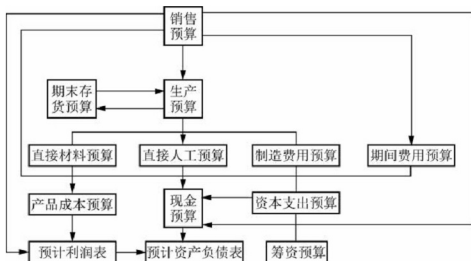 销售
预算
期末存
货预算
生产
预算
直接材料预算
直接人工预算
制造费用预算
期间费用预算
产品成本预算
现金
预算
资本支出预算
预计利润表
预计资产负债表
筹资预算